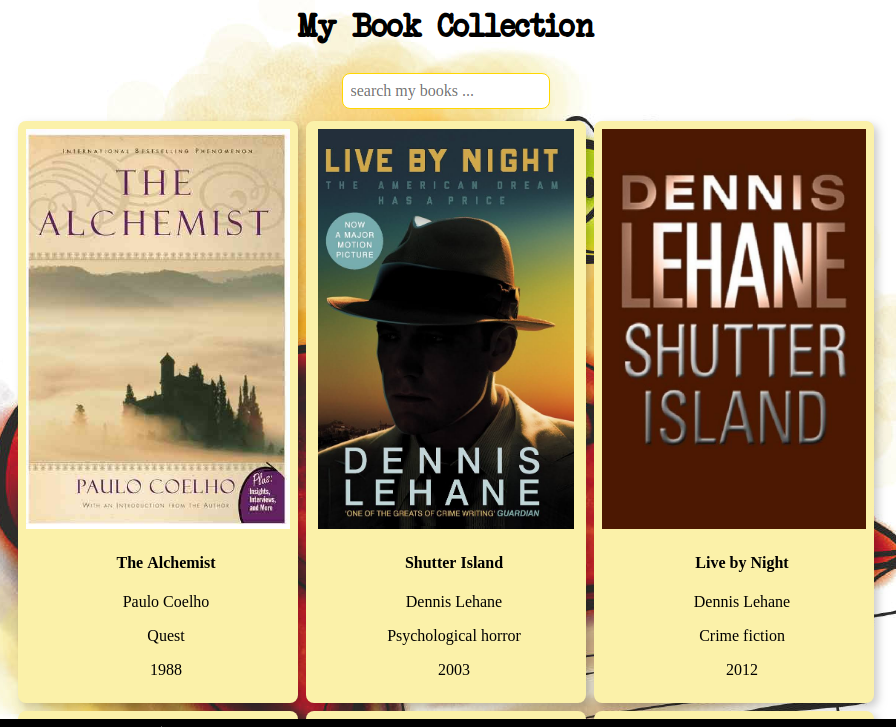 My Book Collection
search my books ...
INTERNATIONAL BESTSELLING PHENOMENON
THE
ALCHEMIST
PAULO COELHO
WITH AN INTRODUCTION FROM THE AUTHOR
Plus:
Insights,
Interviews,
and More
The Alchemist
Paulo Coelho
Quest
1988
LIVE BY NIGHT
THE AMERICAN DREAM
HAS A PRICE
NOW
A MAJOR
MOTION
PICTURE
DENNIS
LEHANE
'ONE OF THE GREATS OF CRIME WRITING' GUARDIAN
Shutter Island
Dennis Lehane
Psychological horror
2003
DENNIS
LEHANE
SHUTTER
ISLAND
Live by Night
Dennis Lehane
Crime fiction
2012